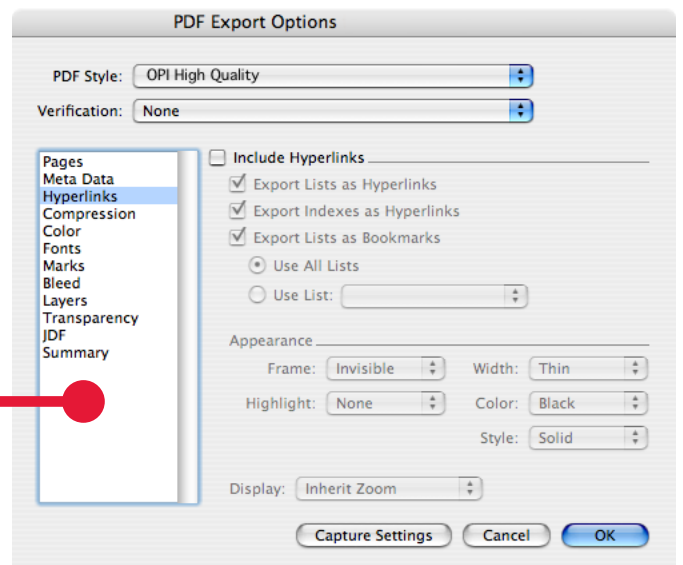 PDF Export Options
PDF Style: OPI High Quality
Verification: None
Pages
Meta Data
Hyperlinks
Compression
Color
Fonts
Marks
Bleed
Layers
Transparency
JDF
Summary
Include Hyperlinks
Export Lists as Hyperlinks
Export Indexes as Hyperlinks
Export Lists as Bookmarks
Use All Lists
Use List:
Appearance
Frame: Invisible Width: Thin
Highlight: None Color: Black
Style: Solid
Display: Inherit Zoom
Capture Settings Cancel OK